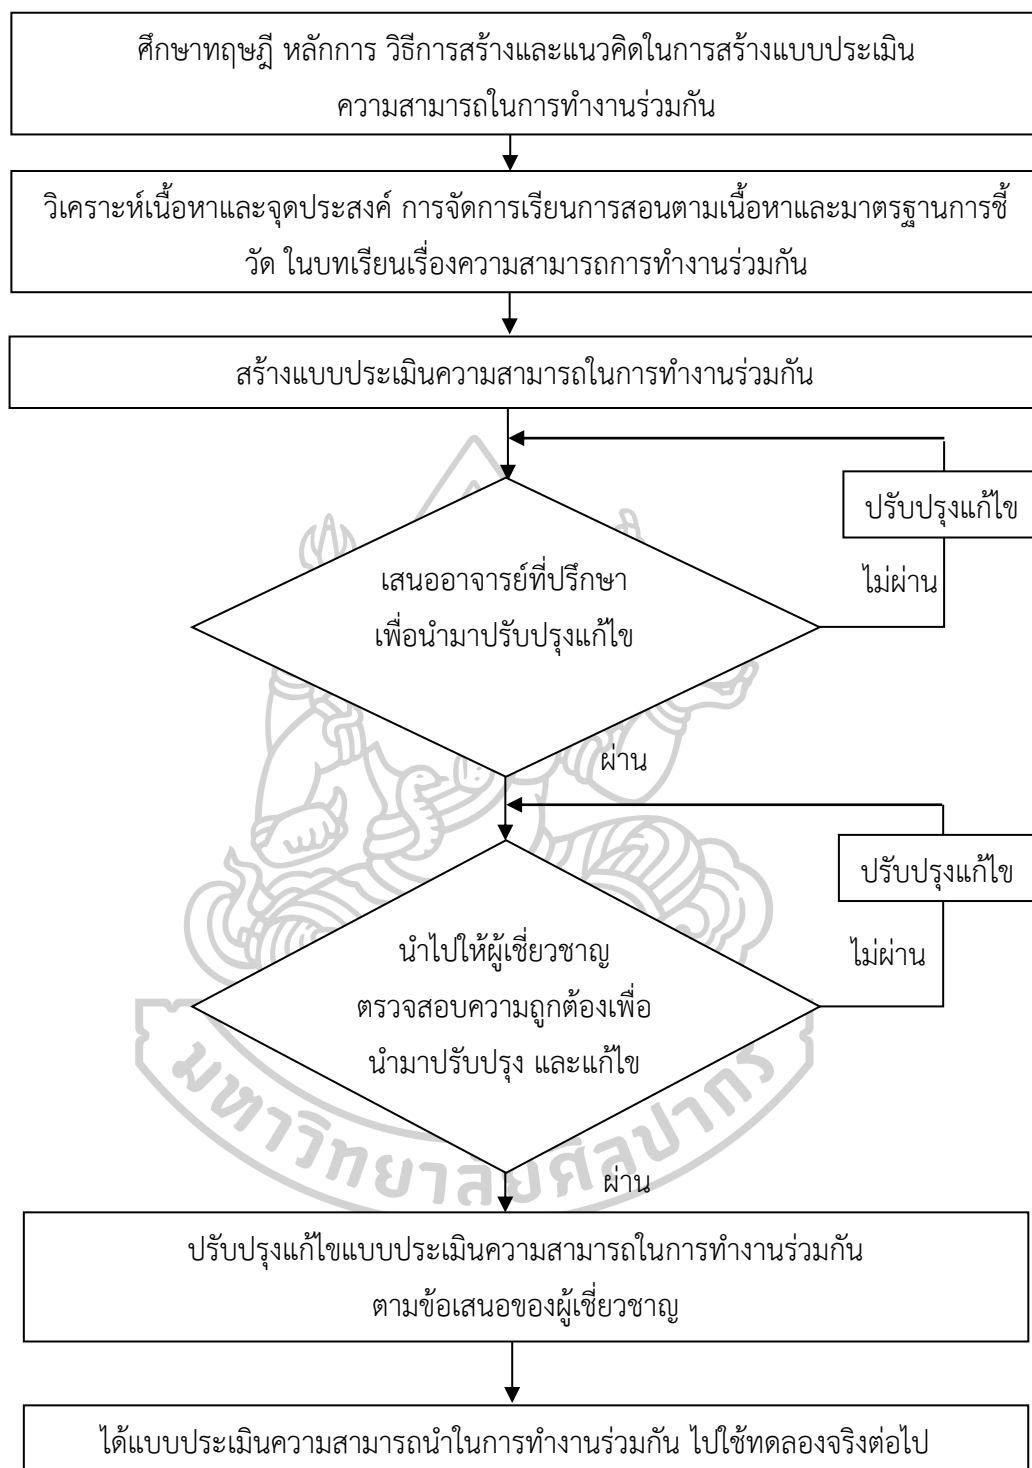 ศึกษาทฤษฎี หลักการ วิธีการสร้างและแนวคิดในการสร้างแบบประเมิน
ความสามารถในการทำงานร่วมกัน
วิเคราะห์เนื้อหาและจุดประสงค์ การจัดการเรียนการสอนตามเนื้อหาและมาตรฐานการชี้
วัด ในบทเรียนเรื่องความสามารถการทำงานร่วมกัน
สร้างแบบประเมินความสามารถในการทำงานร่วมกัน
ปรับปรุงแก้ไข
เสนออาจารย์ที่ปรึกษา
ไม่ผ่าน
เพื่อนำมาปรับปรุงแก้ไข
ผ่าน
ปรับปรุงแก้ไข
นำไปให้ผู้เชี่ยวชาญ
ไม่ผ่าน
ตรวจสอบความถูกต้องเพื่อ
นำมาปรับปรุง และแก้ไข
มหาวิทยาลัยศิลปากร
ผ่าน
ปรับปรุงแก้ไขแบบประเมินความสามารถในการทำงานร่วมกัน
ตามข้อเสนอของผู้เชี่ยวชาญ
ได้แบบประเมินความสามารถนำในการทำงานร่วมกัน ไปใช้ทดลองจริงต่อไป